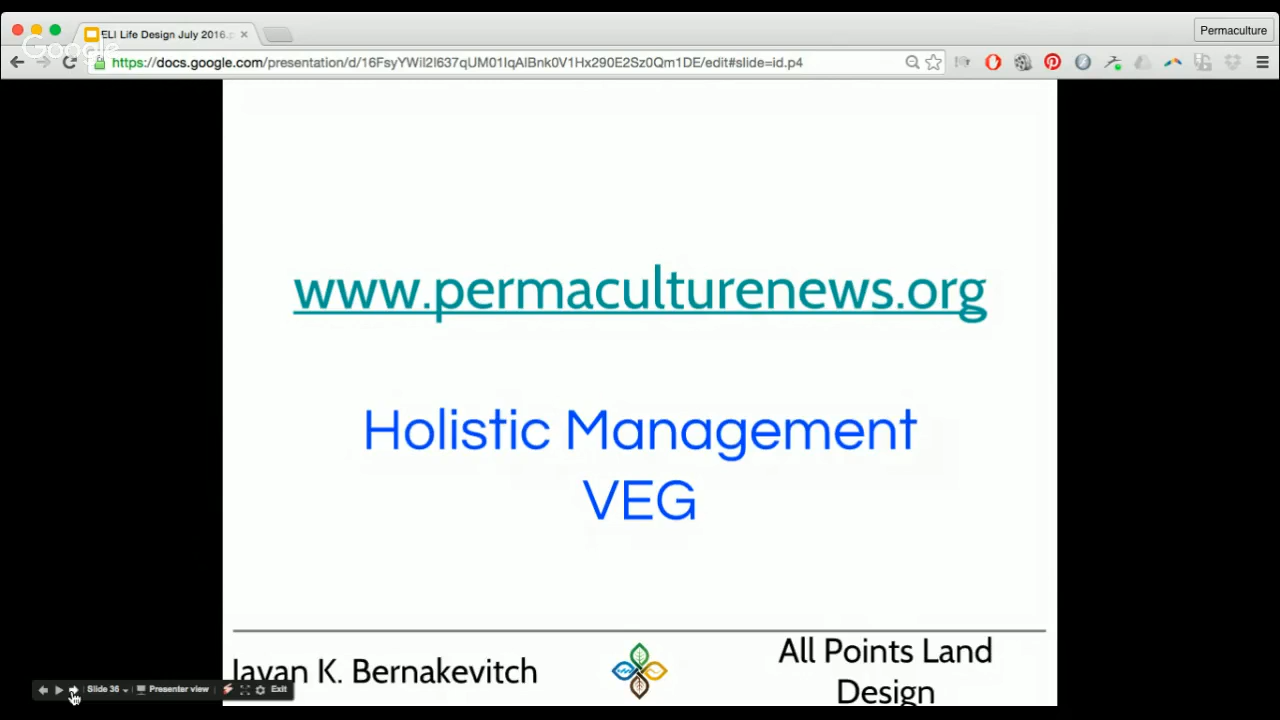 ELI Life Design July 2016.p
Permaculture
Google
https://docs.google.com/presentation/d/16FsyYWil2I637qUM01IqAIBnk0V1Hx290E2Sz0Qm1DE/edit#slide=id.p4
www.permaculturenews.org
Holistic Management
VEG
Javan K. Bernakevitch
All Points Land
Design
Slide 36
Presenter view
Exit